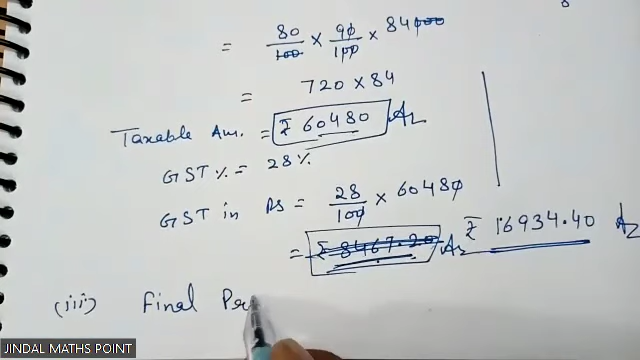 = 80/100 × 90/100 × 84000
= 720 × 84
Taxable Am. = ₹ 60480 Ans
GST % = 28%
GST in Rs = 28/100 × 60480
= ₹ 8467.20 Ans ₹ 16934.40 Ans
(iii) Final Pr
JINDAL MATHS POINT